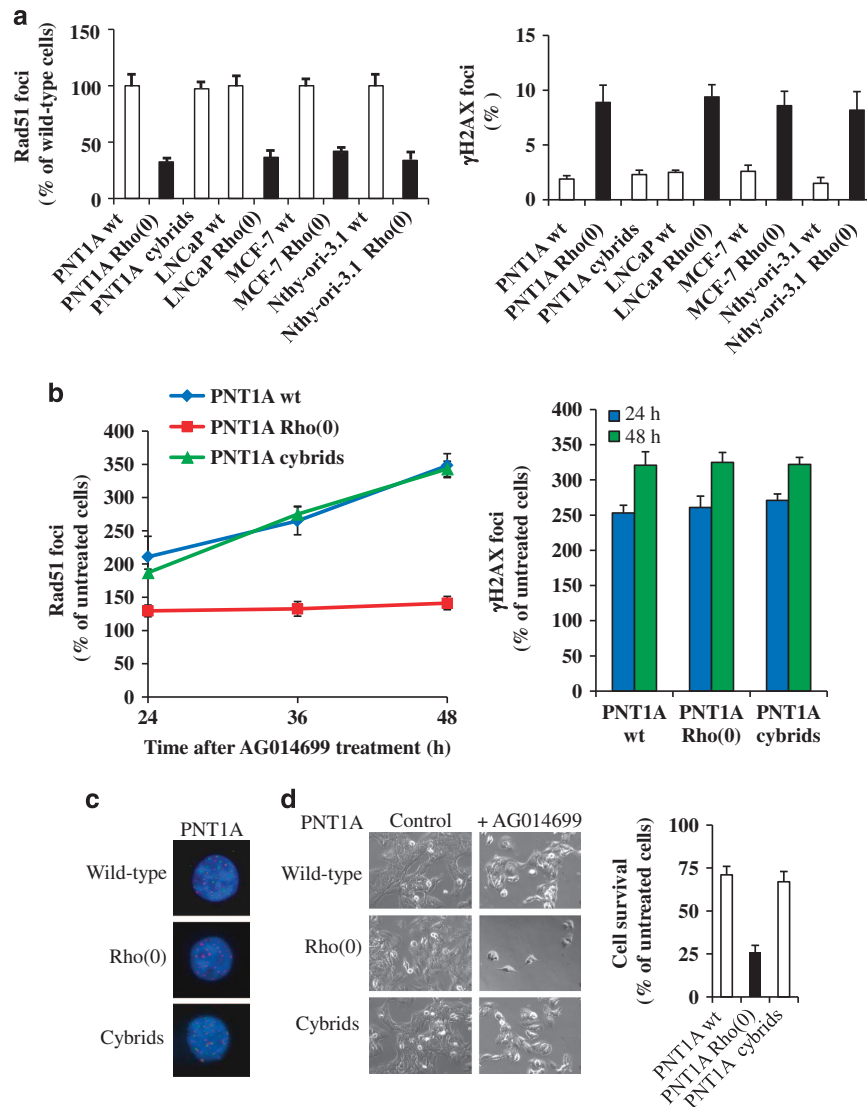 a
Rad51 foci
(% of wild-type cells)
150
100
50
0
PNT1A wt
PNT1A Rho(0)
PNT1A cybrids
LNCaP wt
LNCaP Rho(0)
MCF-7 wt
MCF-7 Rho(0)
Nthy-ori-3.1 wt
Nthy-ori-3.1 Rho(0)
γH2AX foci
(%)
15
10
5
0
PNT1A wt
PNT1A Rho(0)
PNT1A cybrids
LNCaP wt
LNCaP Rho(0)
MCF-7 wt
MCF-7 Rho(0)
Nthy-ori-3.1 wt
Nthy-ori-3.1 Rho(0)
b
PNT1A wt
PNT1A Rho(0)
PNT1A cybrids
Rad51 foci
(% of untreated cells)
400
350
300
250
200
150
100
50
0
24 36 48
Time after AG014699 treatment (h)
24 h
48 h
γH2AX foci
(% of untreated cells)
400
350
300
250
200
150
100
50
0
PNT1A wt
PNT1A Rho(0)
PNT1A cybrids
c
PNT1A
Wild-type
Rho(0)
Cybrids
d
PNT1A Control + AG014699
Wild-type
Rho(0)
Cybrids
Cell survival
(% of untreated cells)
100
75
50
25
0
PNT1A wt
PNT1A Rho(0)
PNT1A cybrids